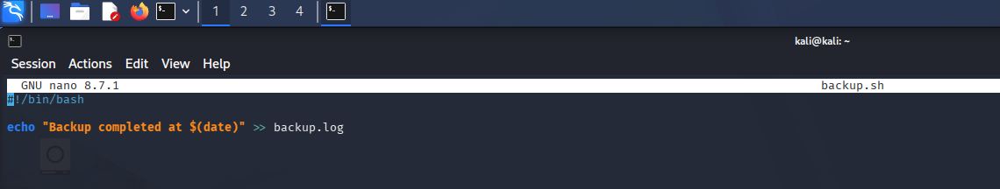 1 2 3 4
kali@kali: ~
Session Actions Edit View Help
GNU nano 8.7.1 backup.sh
#!/bin/bash
echo "Backup completed at $(date)" >> backup.log